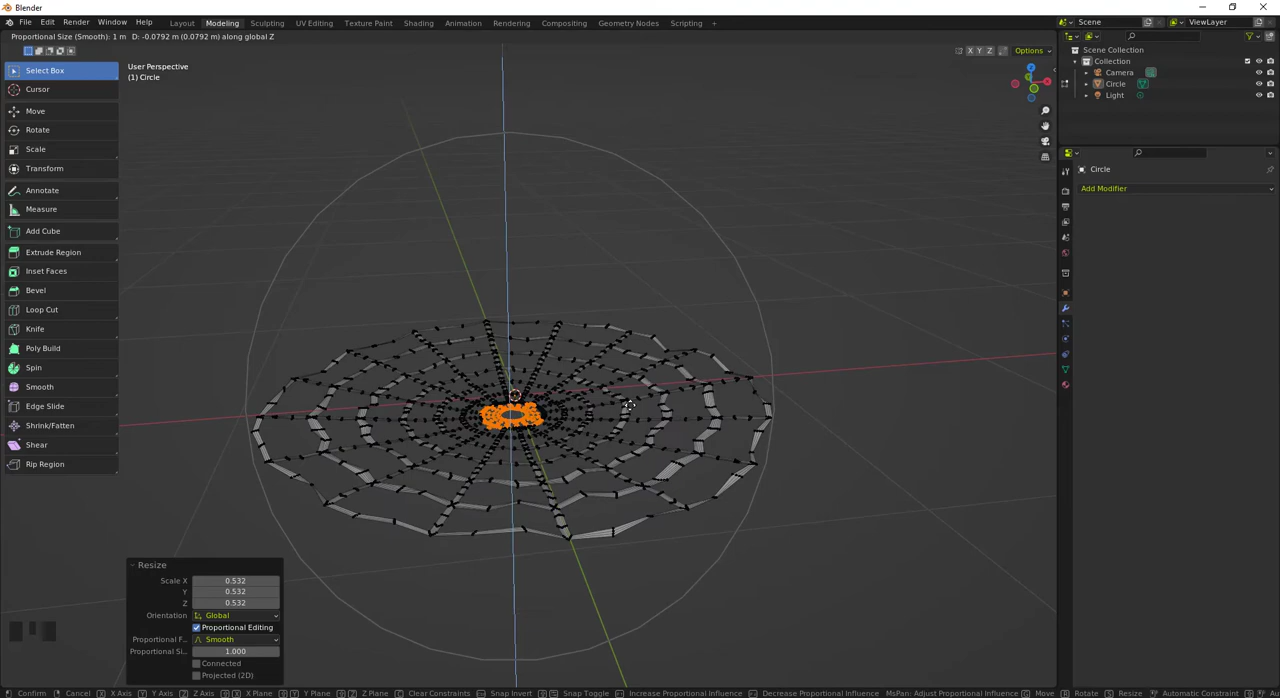 Blender
File Edit Render Window Help Layout Modeling Sculpting UV Editing Texture Paint Shading Animation Rendering Compositing Geometry Nodes Scripting + Scene ViewLayer
Proportional Size (Smooth): 1 m D: -0.0792 m (0.0792 m) along global Z
X Y Z Options
Select Box
Cursor
Move
Rotate
Scale
Transform
Annotate
Measure
Add Cube
Extrude Region
Inset Faces
Bevel
Loop Cut
Knife
Poly Build
Spin
Smooth
Edge Slide
Shrink/Fatten
Shear
Rip Region
User Perspective
(1) Circle
Scene Collection
Collection
Camera
Circle
Light
Circle
Add Modifier
Resize
Scale X 0.532
Y 0.532
Z 0.532
Orientation Global
Proportional Editing
Proportional F... Smooth
Proportional Si... 1.000
Connected
Projected (2D)
Confirm Cancel X X Axis Y Y Axis Z Z Axis X X Plane Y Y Plane Z Z Plane C Clear Constraints Snap Invert Snap Toggle Increase Proportional Influence Decrease Proportional Influence MsPan: Adjust Proportional Influence G Move R Rotate S Resize Automatic Constraint Automatic